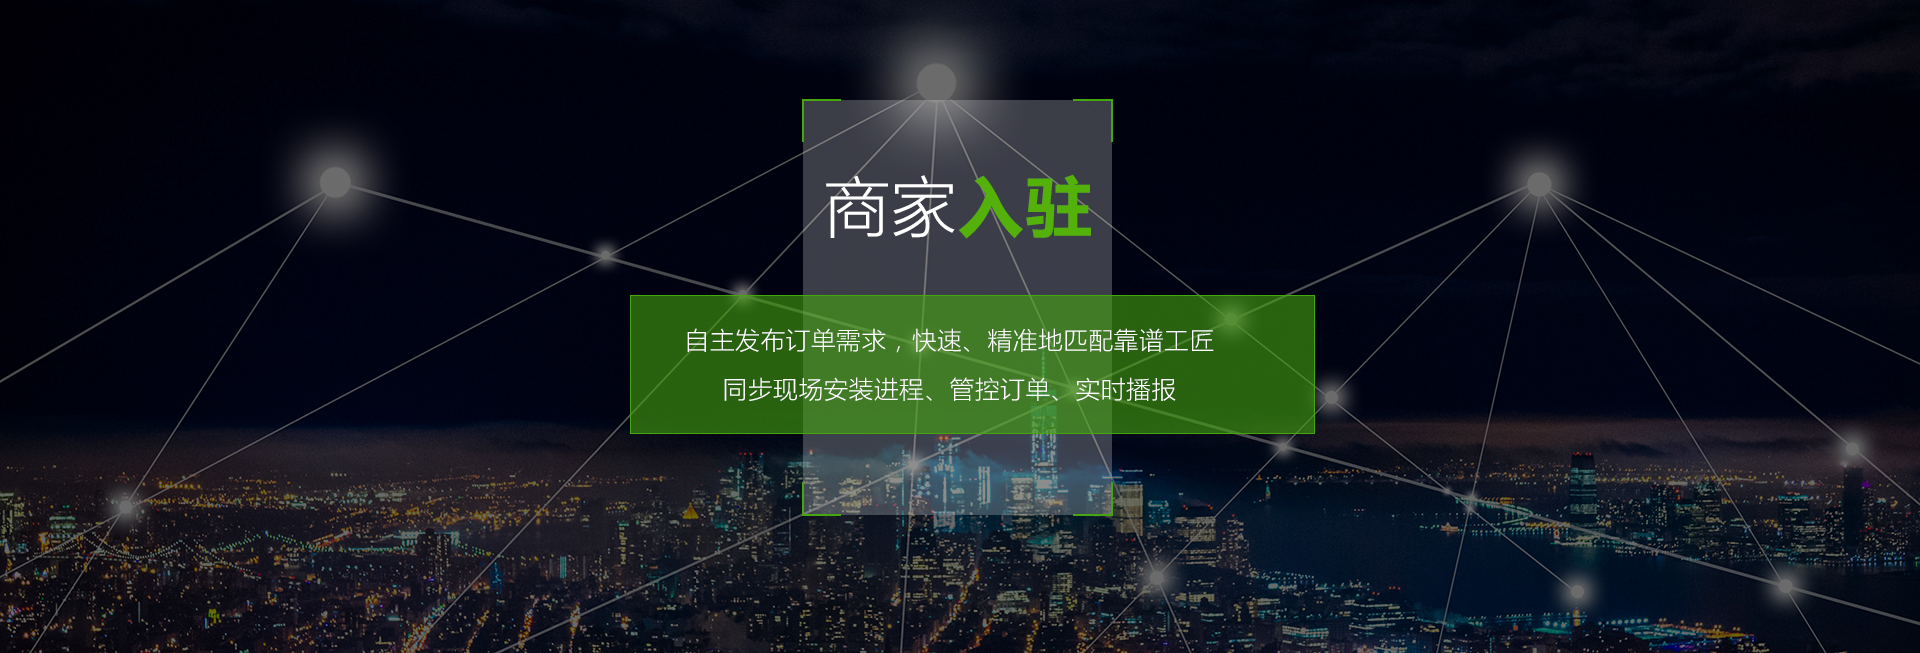 商家入驻
自主发布订单需求，快速、精准地匹配靠谱工匠
同步现场安装进程、管控订单、实时播报